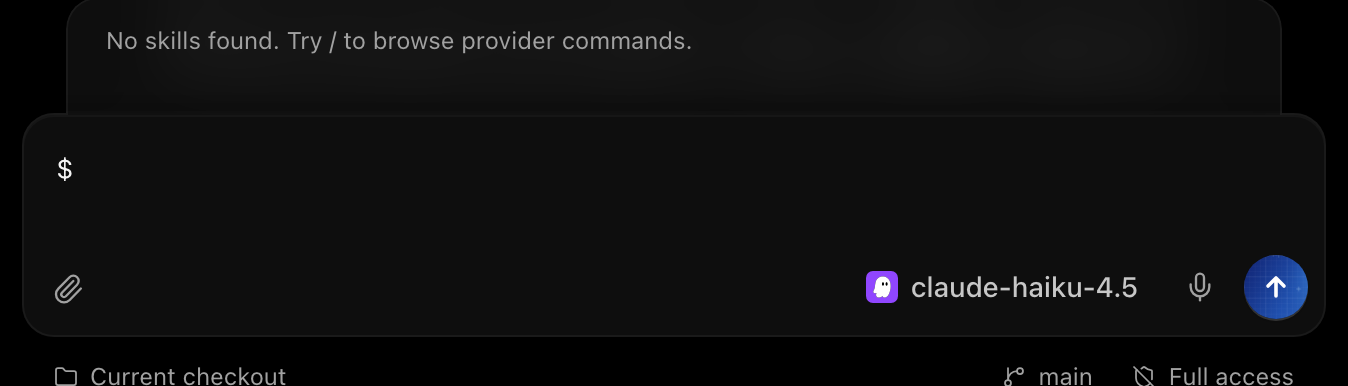 No skills found. Try / to browse provider commands.
$
claude-haiku-4.5
Current checkout
main
Full access